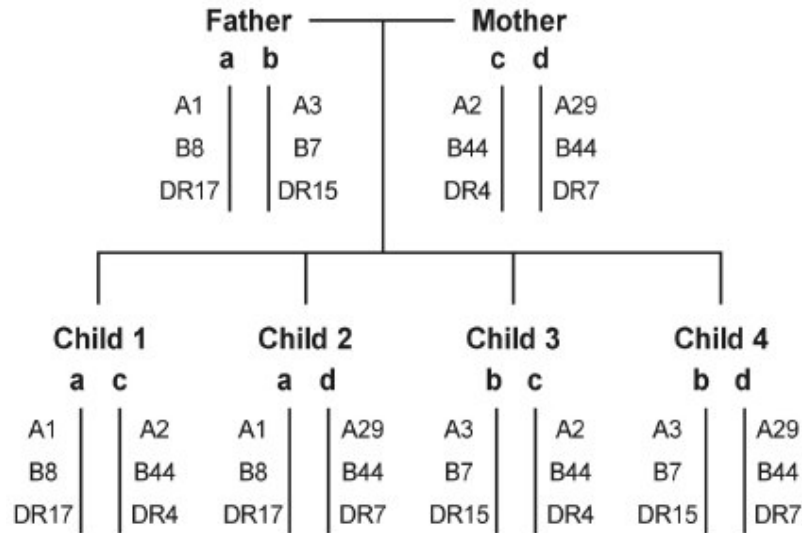 Father Mother
a b c d
A1 A3 A2 A29
B8 B7 B44 B44
DR17 DR15 DR4 DR7
Child 1 Child 2 Child 3 Child 4
a c a d b c b d
A1 A2 A1 A29 A3 A2 A3 A29
B8 B44 B8 B44 B7 B44 B7 B44
DR17 DR4 DR17 DR7 DR15 DR4 DR15 DR7